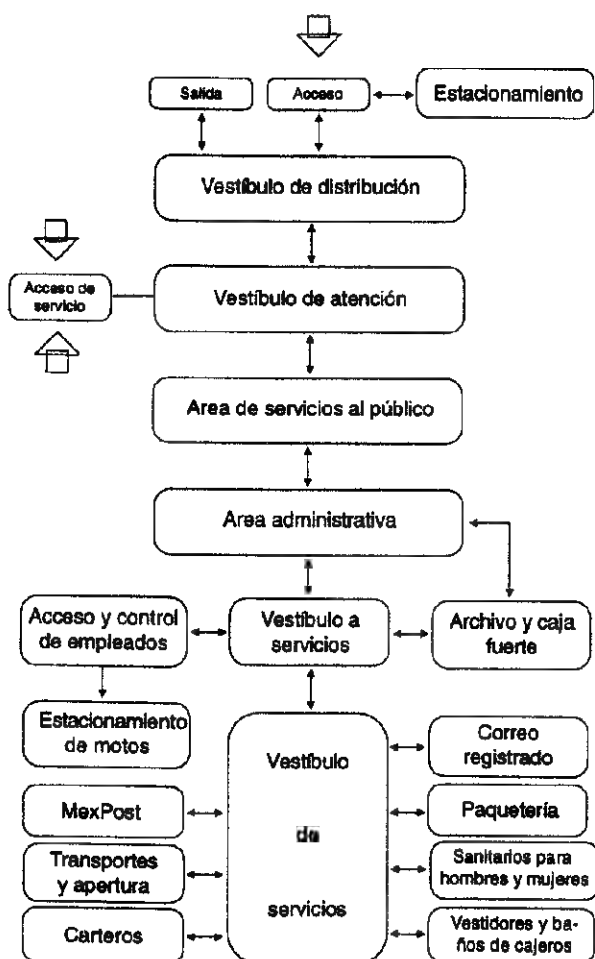 Salida
Acceso
Estacionamiento
Vestíbulo de distribución
Acceso de
servicio
Vestíbulo de atención
Area de servicios al público
Area administrativa
Acceso y control
de empleados
Vestíbulo a
servicios
Archivo y caja
fuerte
Estacionamiento
de motos
Vestíbulo
de
servicios
Correo
registrado
MexPost
Paquetería
Transportes
y apertura
Sanitarios para
hombres y mujeres
Carteros
Vestidores y ba-
ños de cajeros